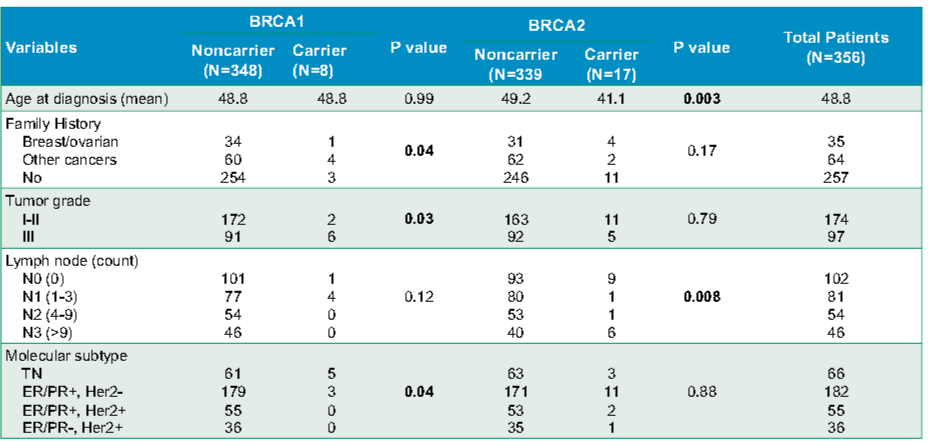 BRCA1 BRCA2
Variables Noncarrier (N=348) Carrier (N=8) P value Noncarrier (N=339 Carrier (N=17) P value Total Patients (N=356)
Age at diagnosis (mean) 48.8 48.8 0.99 49.2 41.1 0.003 48.8
Family History
Breast/ovarian 34 1 31 4 35
0.04 0.17
Other cancers 60 4 62 2 64
No 254 3 246 11 257
Tumor grade
I-II 172 2 0.03 163 11 0.79 174
III 91 6 92 5 97
Lymph node (count)
N0 (0) 101 1 93 9 102
N1 (1-3) 77 4 0.12 80 1 0.008 81
N2 (4-9) 54 0 53 1 54
N3 (>9) 46 0 40 6 46
Molecular subtype
TN 61 5 63 3 66
ER/PR+, Her2- 179 3 0.04 171 11 0.88 182
ER/PR+, Her2+ 55 0 53 2 55
ER/PR-, Her2+ 36 0 35 1 36